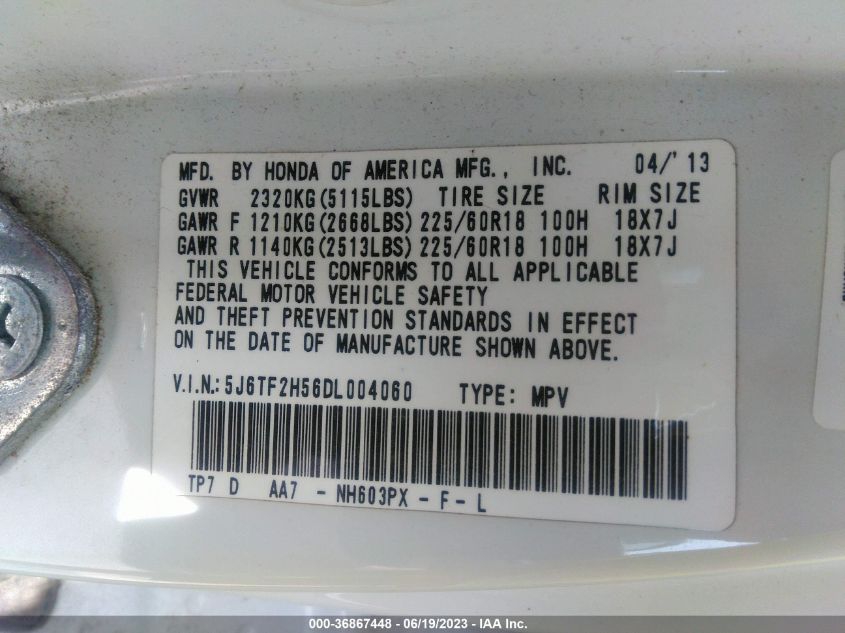 MFD. BY HONDA OF AMERICA MFG., INC. 04/'13
GVWR 2320KG(5115LBS) TIRE SIZE RIM SIZE
GAWR F 1210KG(2668LBS) 225/60R18 100H 18X7J
GAWR R 1140KG(2513LBS) 225/60R18 100H 18X7J
THIS VEHICLE CONFORMS TO ALL APPLICABLE
FEDERAL MOTOR VEHICLE SAFETY
AND THEFT PREVENTION STANDARDS IN EFFECT
ON THE DATE OF MANUFACTURE SHOWN ABOVE.
V.I.N.: 5J6TF2H56DL004060 TYPE: MPV
TP7 D AA7 - NH603PX - F - L
000-36867448 - 06/19/2023 - IAA Inc.